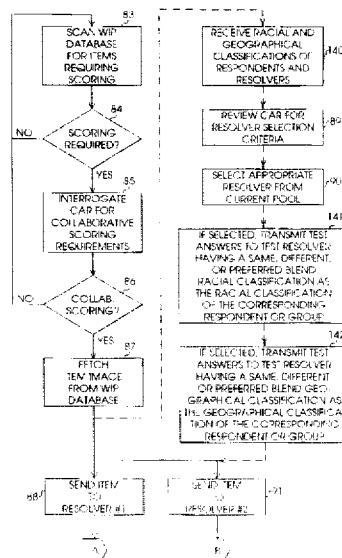 83
SCAN WIP
DATABASE
FOR ITEMS
REQUIRING
SCORING
84
NO
SCORING
REQUIRED?
YES
85
INTERROGATE
CAR FOR
COLLABORATIVE
SCORING
REQUIREMENTS
86
NO
COLLAB.
SCORING?
YES
87
FETCH
ITEM IMAGE
FROM WIP
DATABASE
88
SEND ITEM
TO
RESOLVER #1
A
140
RECEIVE RACIAL AND
GEOGRAPHICAL
CLASSIFICATIONS OF
RESPONDENTS AND
RESOLVERS
89
REVIEW CAR FOR
RESOLVER SELECTION
CRITERIA
90
SELECT APPROPRIATE
RESOLVER FROM
CURRENT POOL
141
IF SELECTED, TRANSMIT TEST
ANSWERS TO TEST RESOLVER
HAVING A SAME, DIFFERENT,
OR PREFERRED BLEND
RACIAL CLASSIFICATION AS
THE RACIAL CLASSIFICATION
OF THE CORRESPONDING
RESPONDENT OR GROUP
142
IF SELECTED, TRANSMIT TEST
ANSWERS TO TEST RESOLVER
HAVING A SAME, DIFFERENT
OR PREFERRED BLEND GEO-
GRAPHICAL CLASSIFICATION AS
THE GEOGRAPHICAL CLASSIFICA
TION OF THE CORRESPONDING
RESPONDENT OR GROUP
91
SEND ITEM
TO
RESOLVER #2
B